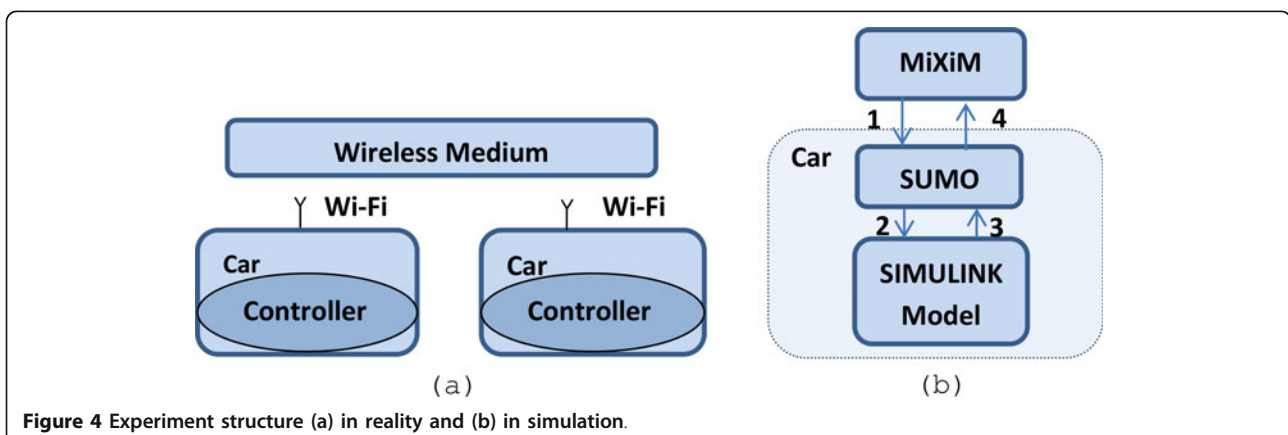 Wireless Medium
Wi-Fi
Wi-Fi
Car
Controller
Car
Controller
(a)
MiXiM
1
4
Car
SUMO
2
3
SIMULINK
Model
(b)
Figure 4 Experiment structure (a) in reality and (b) in simulation.